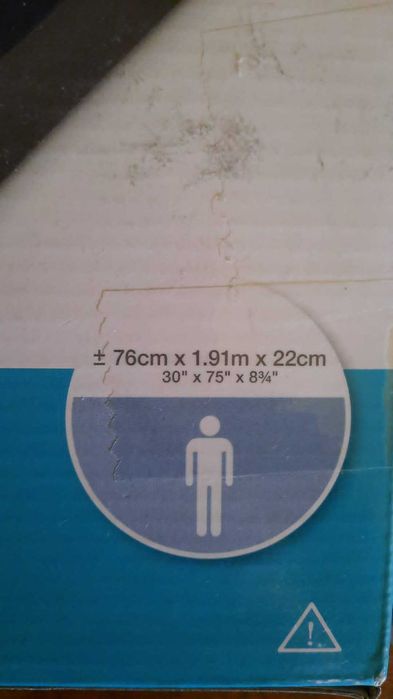 ± 76cm x 1.91m x 22cm
30" x 75" x 8¾"
!